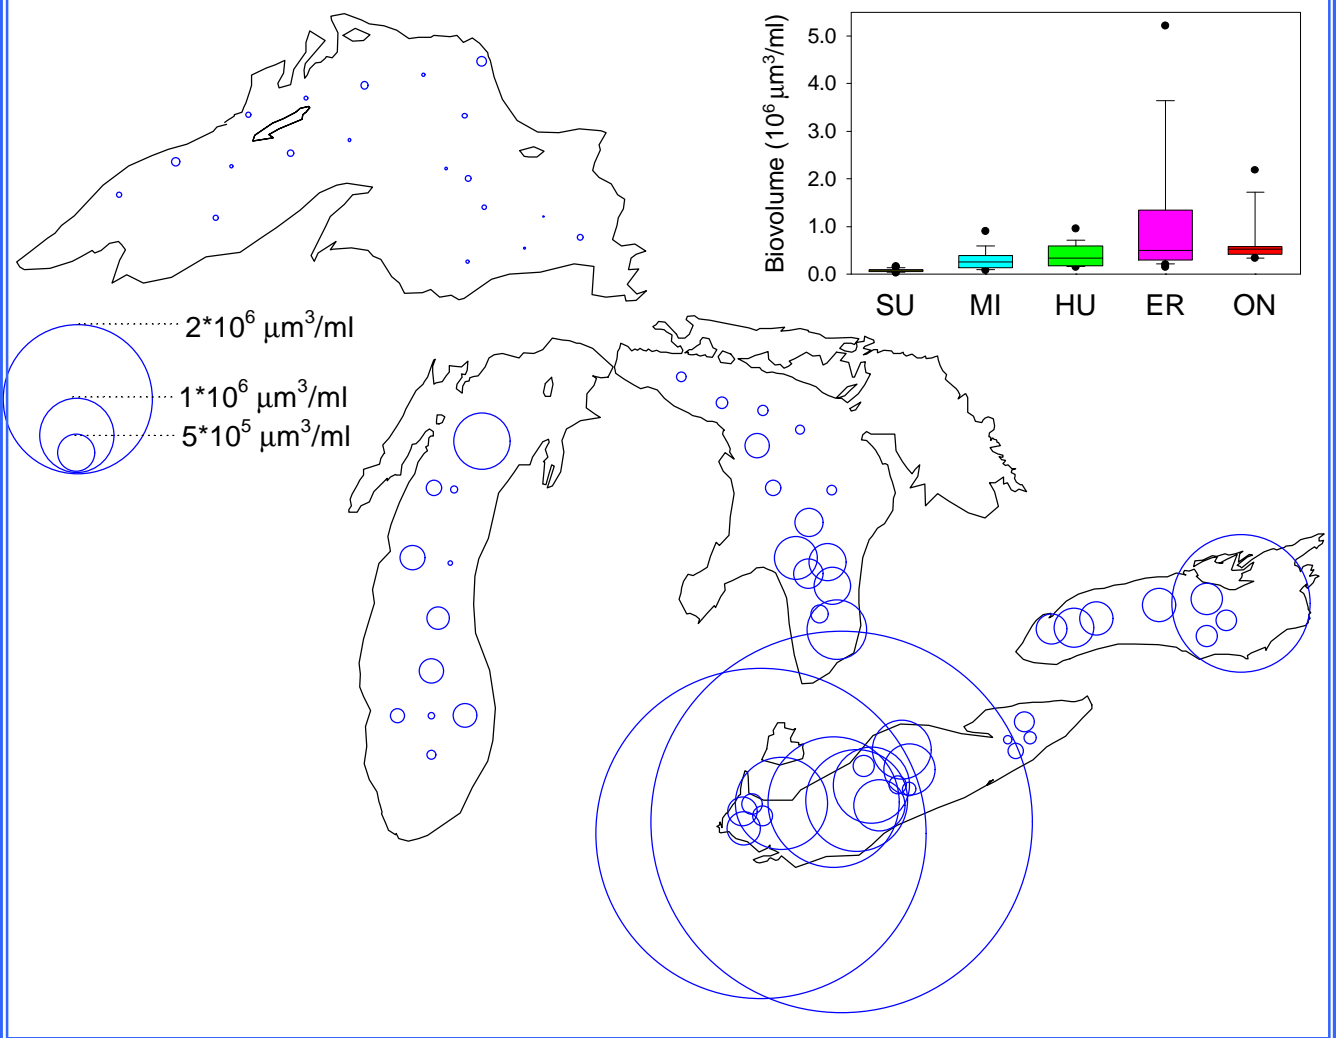 5.0
4.0
3.0
2.0
1.0
0.0
Biovolume (10⁶ μm³/ml)
SU MI HU ER ON
2*10⁶ μm³/ml
1*10⁶ μm³/ml
5*10⁵ μm³/ml